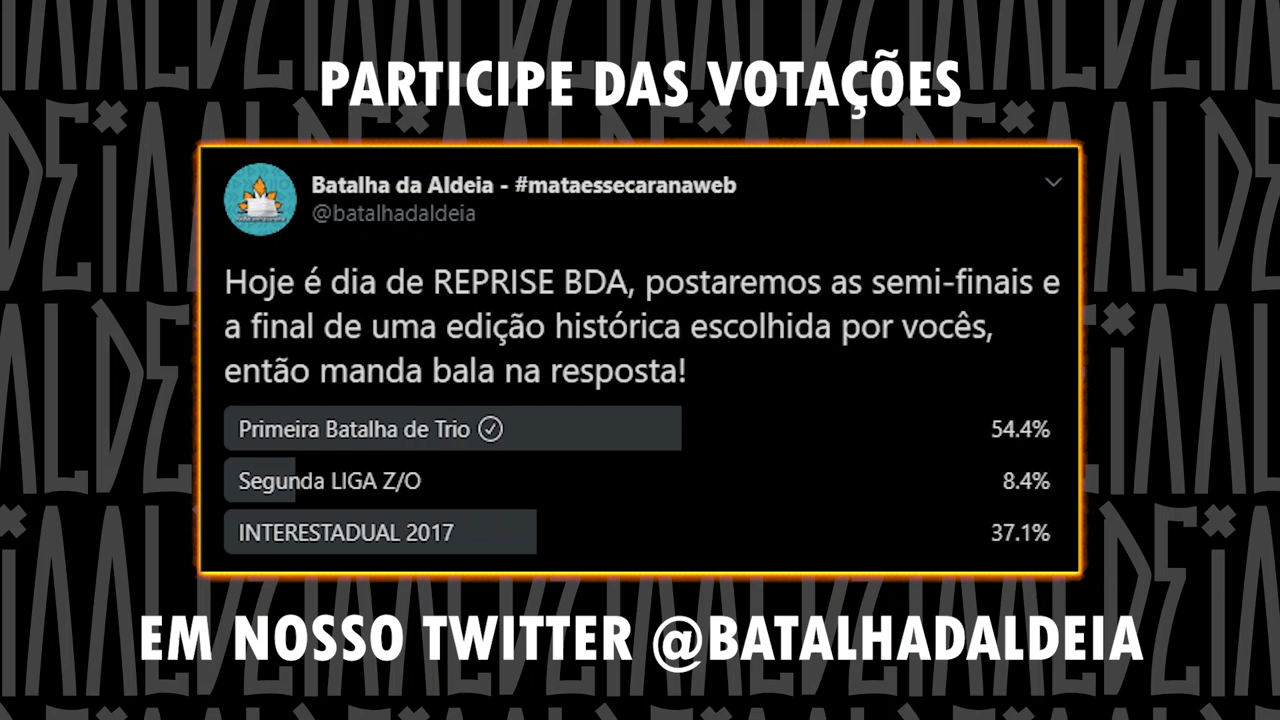 PARTICIPE DAS VOTAÇÕES
Batalha da Aldeia - #mataessecaranaweb
@batalhadaldeia
Hoje é dia de REPRISE BDA, postaremos as semi-finais e
a final de uma edição histórica escolhida por vocês,
então manda bala na resposta!
Primeira Batalha de Trio 54.4%
Segunda LIGA Z/O 8.4%
INTERESTADUAL 2017 37.1%
EM NOSSO TWITTER @BATALHADALDEIA